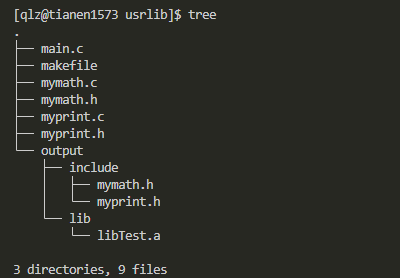 [qlz@tianen1573 usrlib]$ tree
.
├── main.c
├── makefile
├── mymath.c
├── mymath.h
├── myprint.c
├── myprint.h
└── output
    ├── include
    │   ├── mymath.h
    │   └── myprint.h
    └── lib
        └── libTest.a

3 directories, 9 files